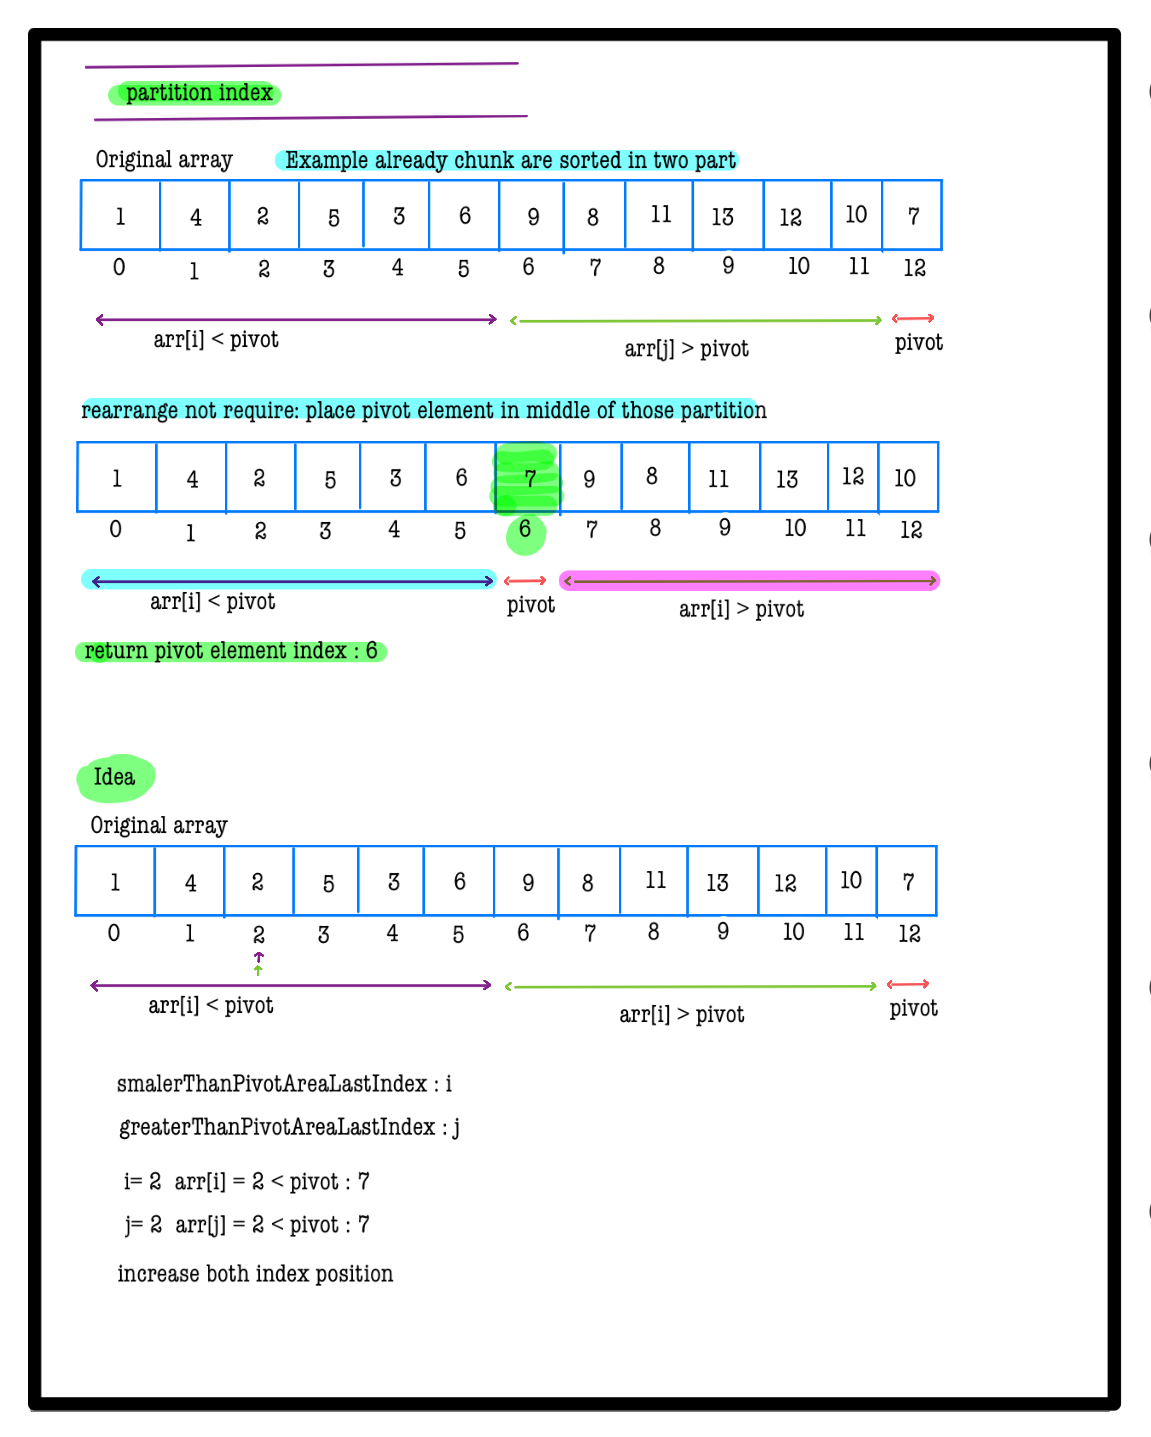 partition index
Original array Example already chunk are sorted in two part
1 4 2 5 3 6 9 8 11 13 12 10 7
0 1 2 3 4 5 6 7 8 9 10 11 12
arr[i] < pivot arr[j] > pivot pivot
rearrange not require: place pivot element in middle of those partition
1 4 2 5 3 6 7 9 8 11 13 12 10
0 1 2 3 4 5 6 7 8 9 10 11 12
arr[i] < pivot pivot arr[i] > pivot
return pivot element index : 6
Idea
Original array
1 4 2 5 3 6 9 8 11 13 12 10 7
0 1 2 3 4 5 6 7 8 9 10 11 12
arr[i] < pivot arr[i] > pivot pivot
smalerThanPivotAreaLastIndex : i
greaterThanPivotAreaLastIndex : j
i= 2 arr[i] = 2 < pivot : 7
j= 2 arr[j] = 2 < pivot : 7
increase both index position